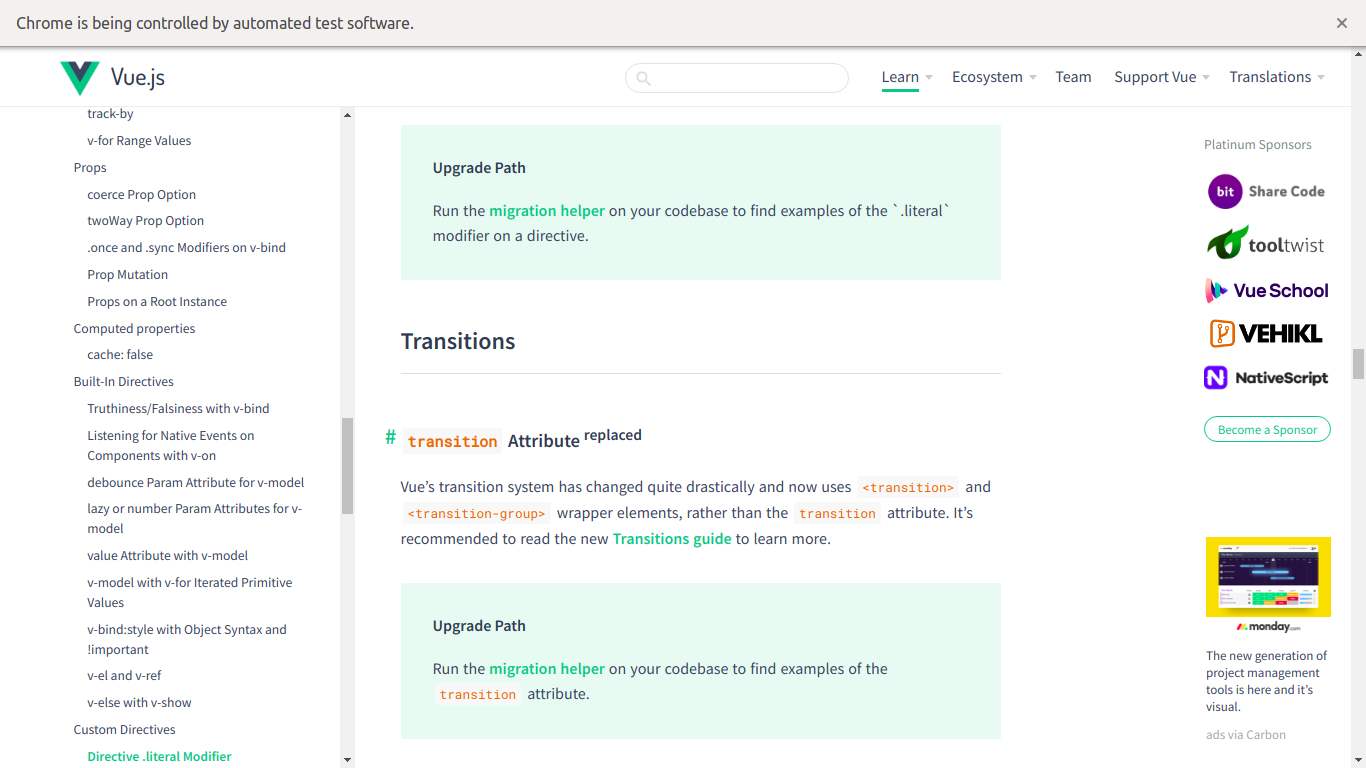 Chrome is being controlled by automated test software.
Vue.js
Learn
Ecosystem
Team
Support Vue
Translations
track-by
v-for Range Values
Props
coerce Prop Option
twoWay Prop Option
.once and .sync Modifiers on v-bind
Prop Mutation
Props on a Root Instance
Computed properties
cache: false
Built-In Directives
Truthiness/Falsiness with v-bind
Listening for Native Events on
Components with v-on
debounce Param Attribute for v-model
lazy or number Param Attributes for v-
model
value Attribute with v-model
v-model with v-for Iterated Primitive
Values
v-bind:style with Object Syntax and
!important
v-el and v-ref
v-else with v-show
Custom Directives
Directive .literal Modifier
Upgrade Path
Run the migration helper on your codebase to find examples of the `.literal`
modifier on a directive.
Transitions
# transition Attribute replaced
Vue’s transition system has changed quite drastically and now uses <transition> and
<transition-group> wrapper elements, rather than the transition attribute. It’s
recommended to read the new Transitions guide to learn more.
Upgrade Path
Run the migration helper on your codebase to find examples of the
transition attribute.
Platinum Sponsors
bit Share Code
tooltwist
Vue School
VEHIKL
NativeScript
Become a Sponsor
monday.com
The new generation of
project management
tools is here and it’s
visual.
ads via Carbon